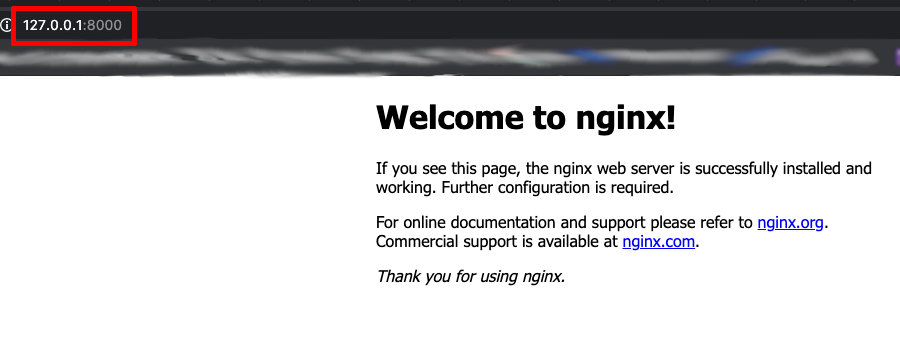 127.0.0.1:8000
Welcome to nginx!
If you see this page, the nginx web server is successfully installed and
working. Further configuration is required.
For online documentation and support please refer to nginx.org.
Commercial support is available at nginx.com.
Thank you for using nginx.